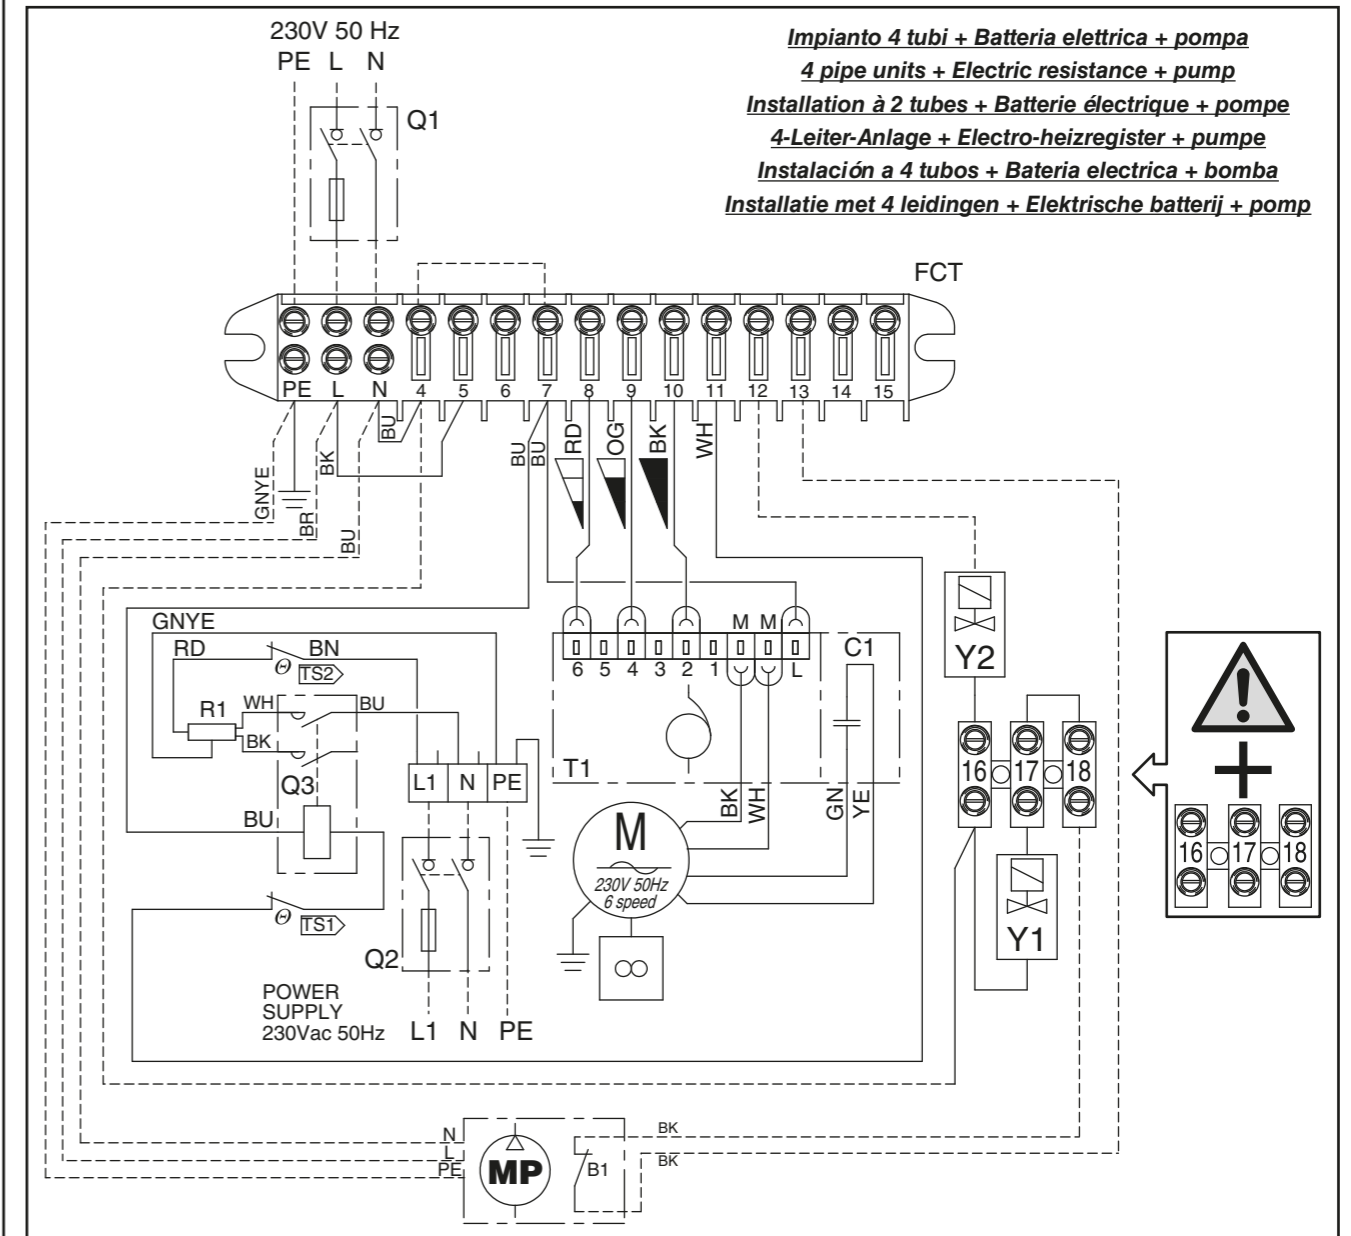 230V 50 Hz
PE L N
Q1
Impianto 4 tubi + Batteria elettrica + pompa
4 pipe units + Electric resistance + pump
Installation à 2 tubes + Batterie électrique + pompe
4-Leiter-Anlage + Electro-heizregister + pumpe
Instalación a 4 tubos + Bateria electrica + bomba
Installatie met 4 leidingen + Elektrische batterij + pomp
FCT
PE L N 4 5 6 7 8 9 10 11 12 13 14 15
GNYE
BR
BK
BU
BU
BU
BU
RD
OG
BK
WH
GNYE
RD
BN
TS2
R1
WH
BU
BK
Q3
BU
TS1
L1 N PE
Q2
POWER
SUPPLY
230Vac 50Hz
L1 N PE
M M
6 5 4 3 2 1 L
C1
T1
BK
WH
GN
YE
M
230V 50Hz
6 speed
Y2
16 17 18
Y1
!
+
16 17 18
N
L
PE
MP
B1
BK
BK